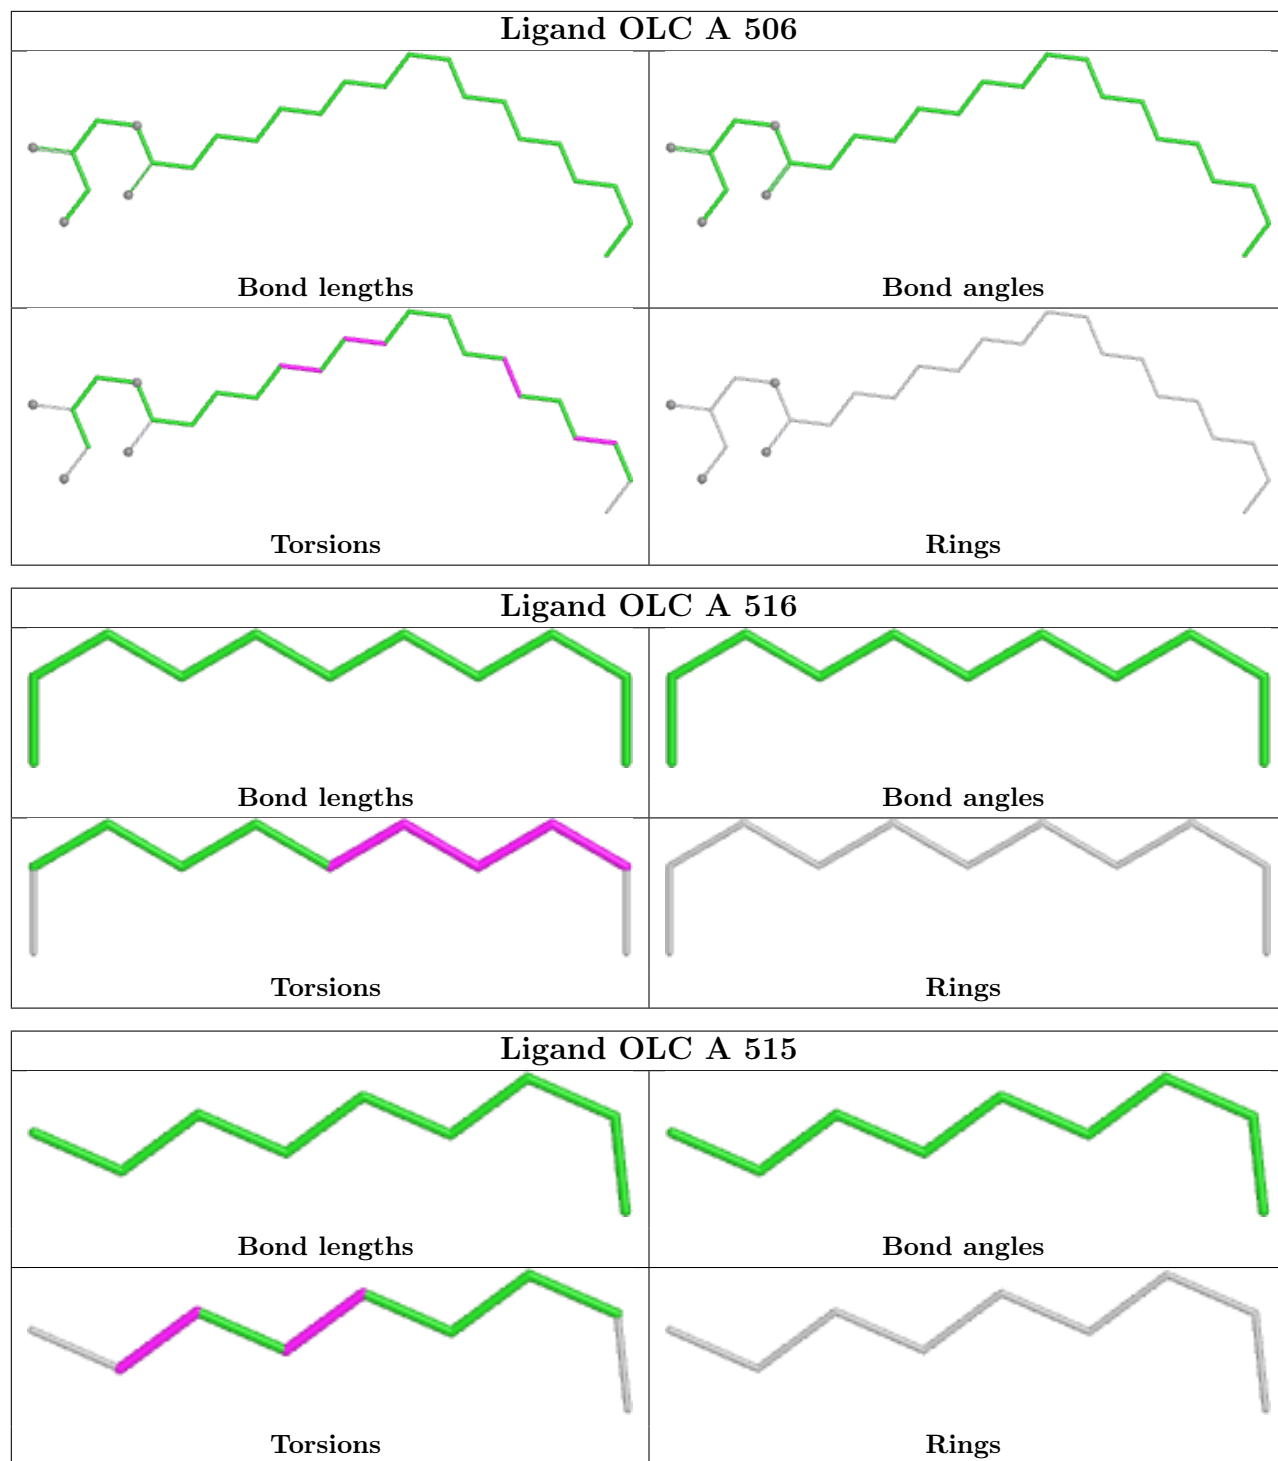 Ligand OLC A 506
Bond lengths
Bond angles
Torsions
Rings
Ligand OLC A 516
Bond lengths
Bond angles
Torsions
Rings
Ligand OLC A 515
Bond lengths
Bond angles
Torsions
Rings